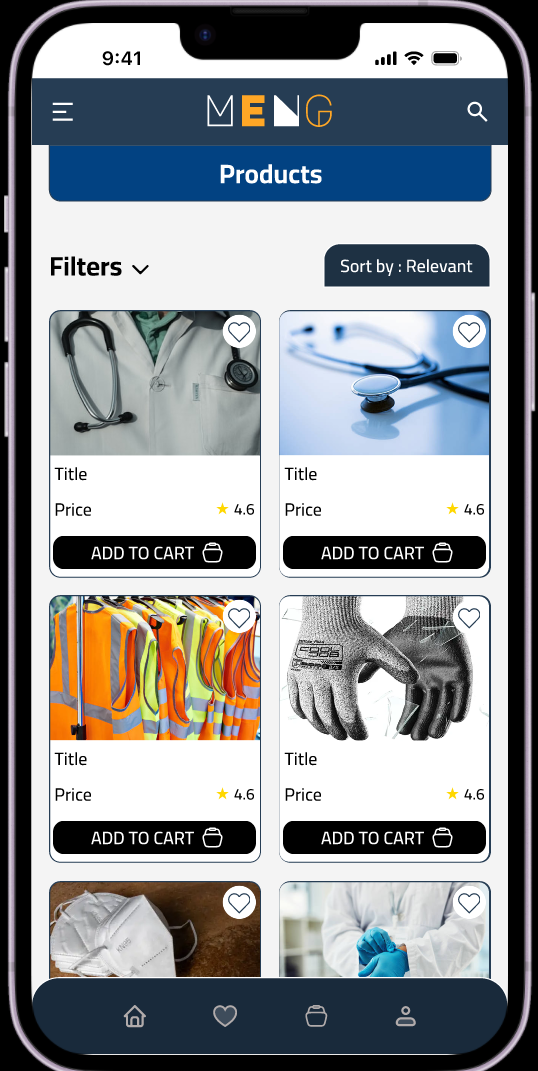 9:41
MENG
Products
Filters
Sort by : Relevant
Title
Price
4.6
ADD TO CART
Title
Price
4.6
ADD TO CART
Title
Price
4.6
ADD TO CART
Title
Price
4.6
ADD TO CART